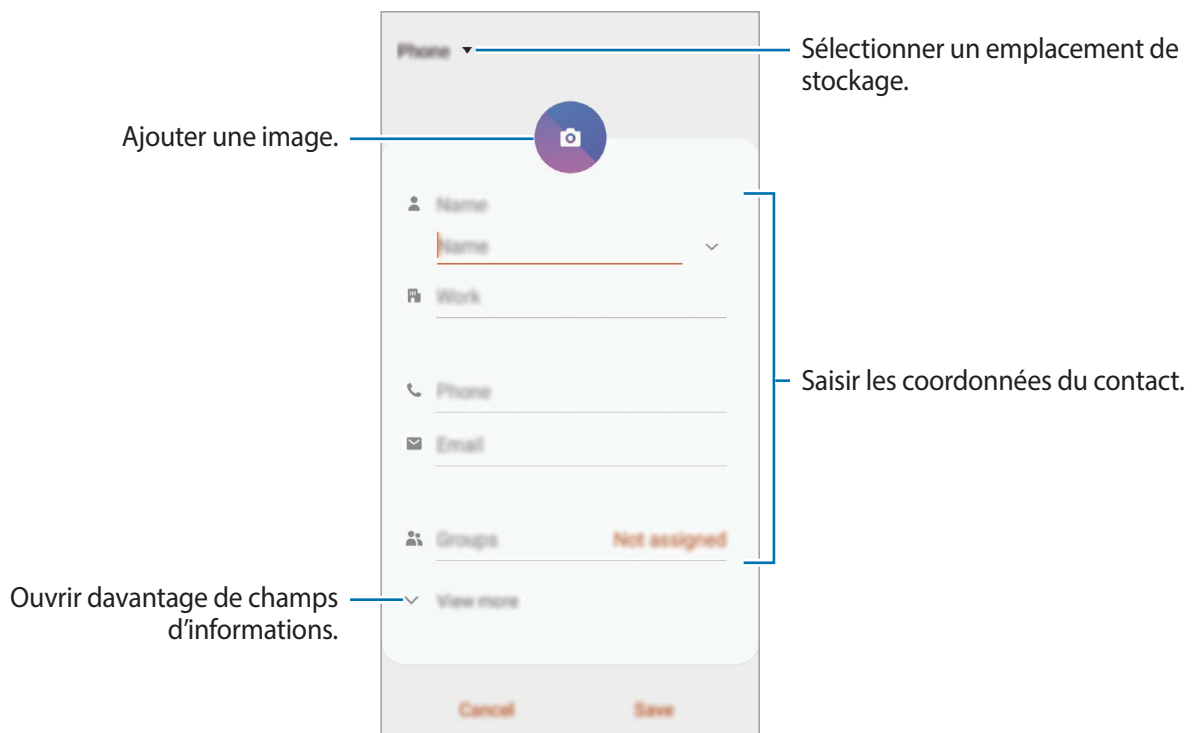 Phone
Sélectionner un emplacement de
stockage.
Ajouter une image.
Name
Name
Work
Phone
Saisir les coordonnées du contact.
Email
Groups Not assigned
Ouvrir davantage de champs
d’informations.
View more
Cancel Save